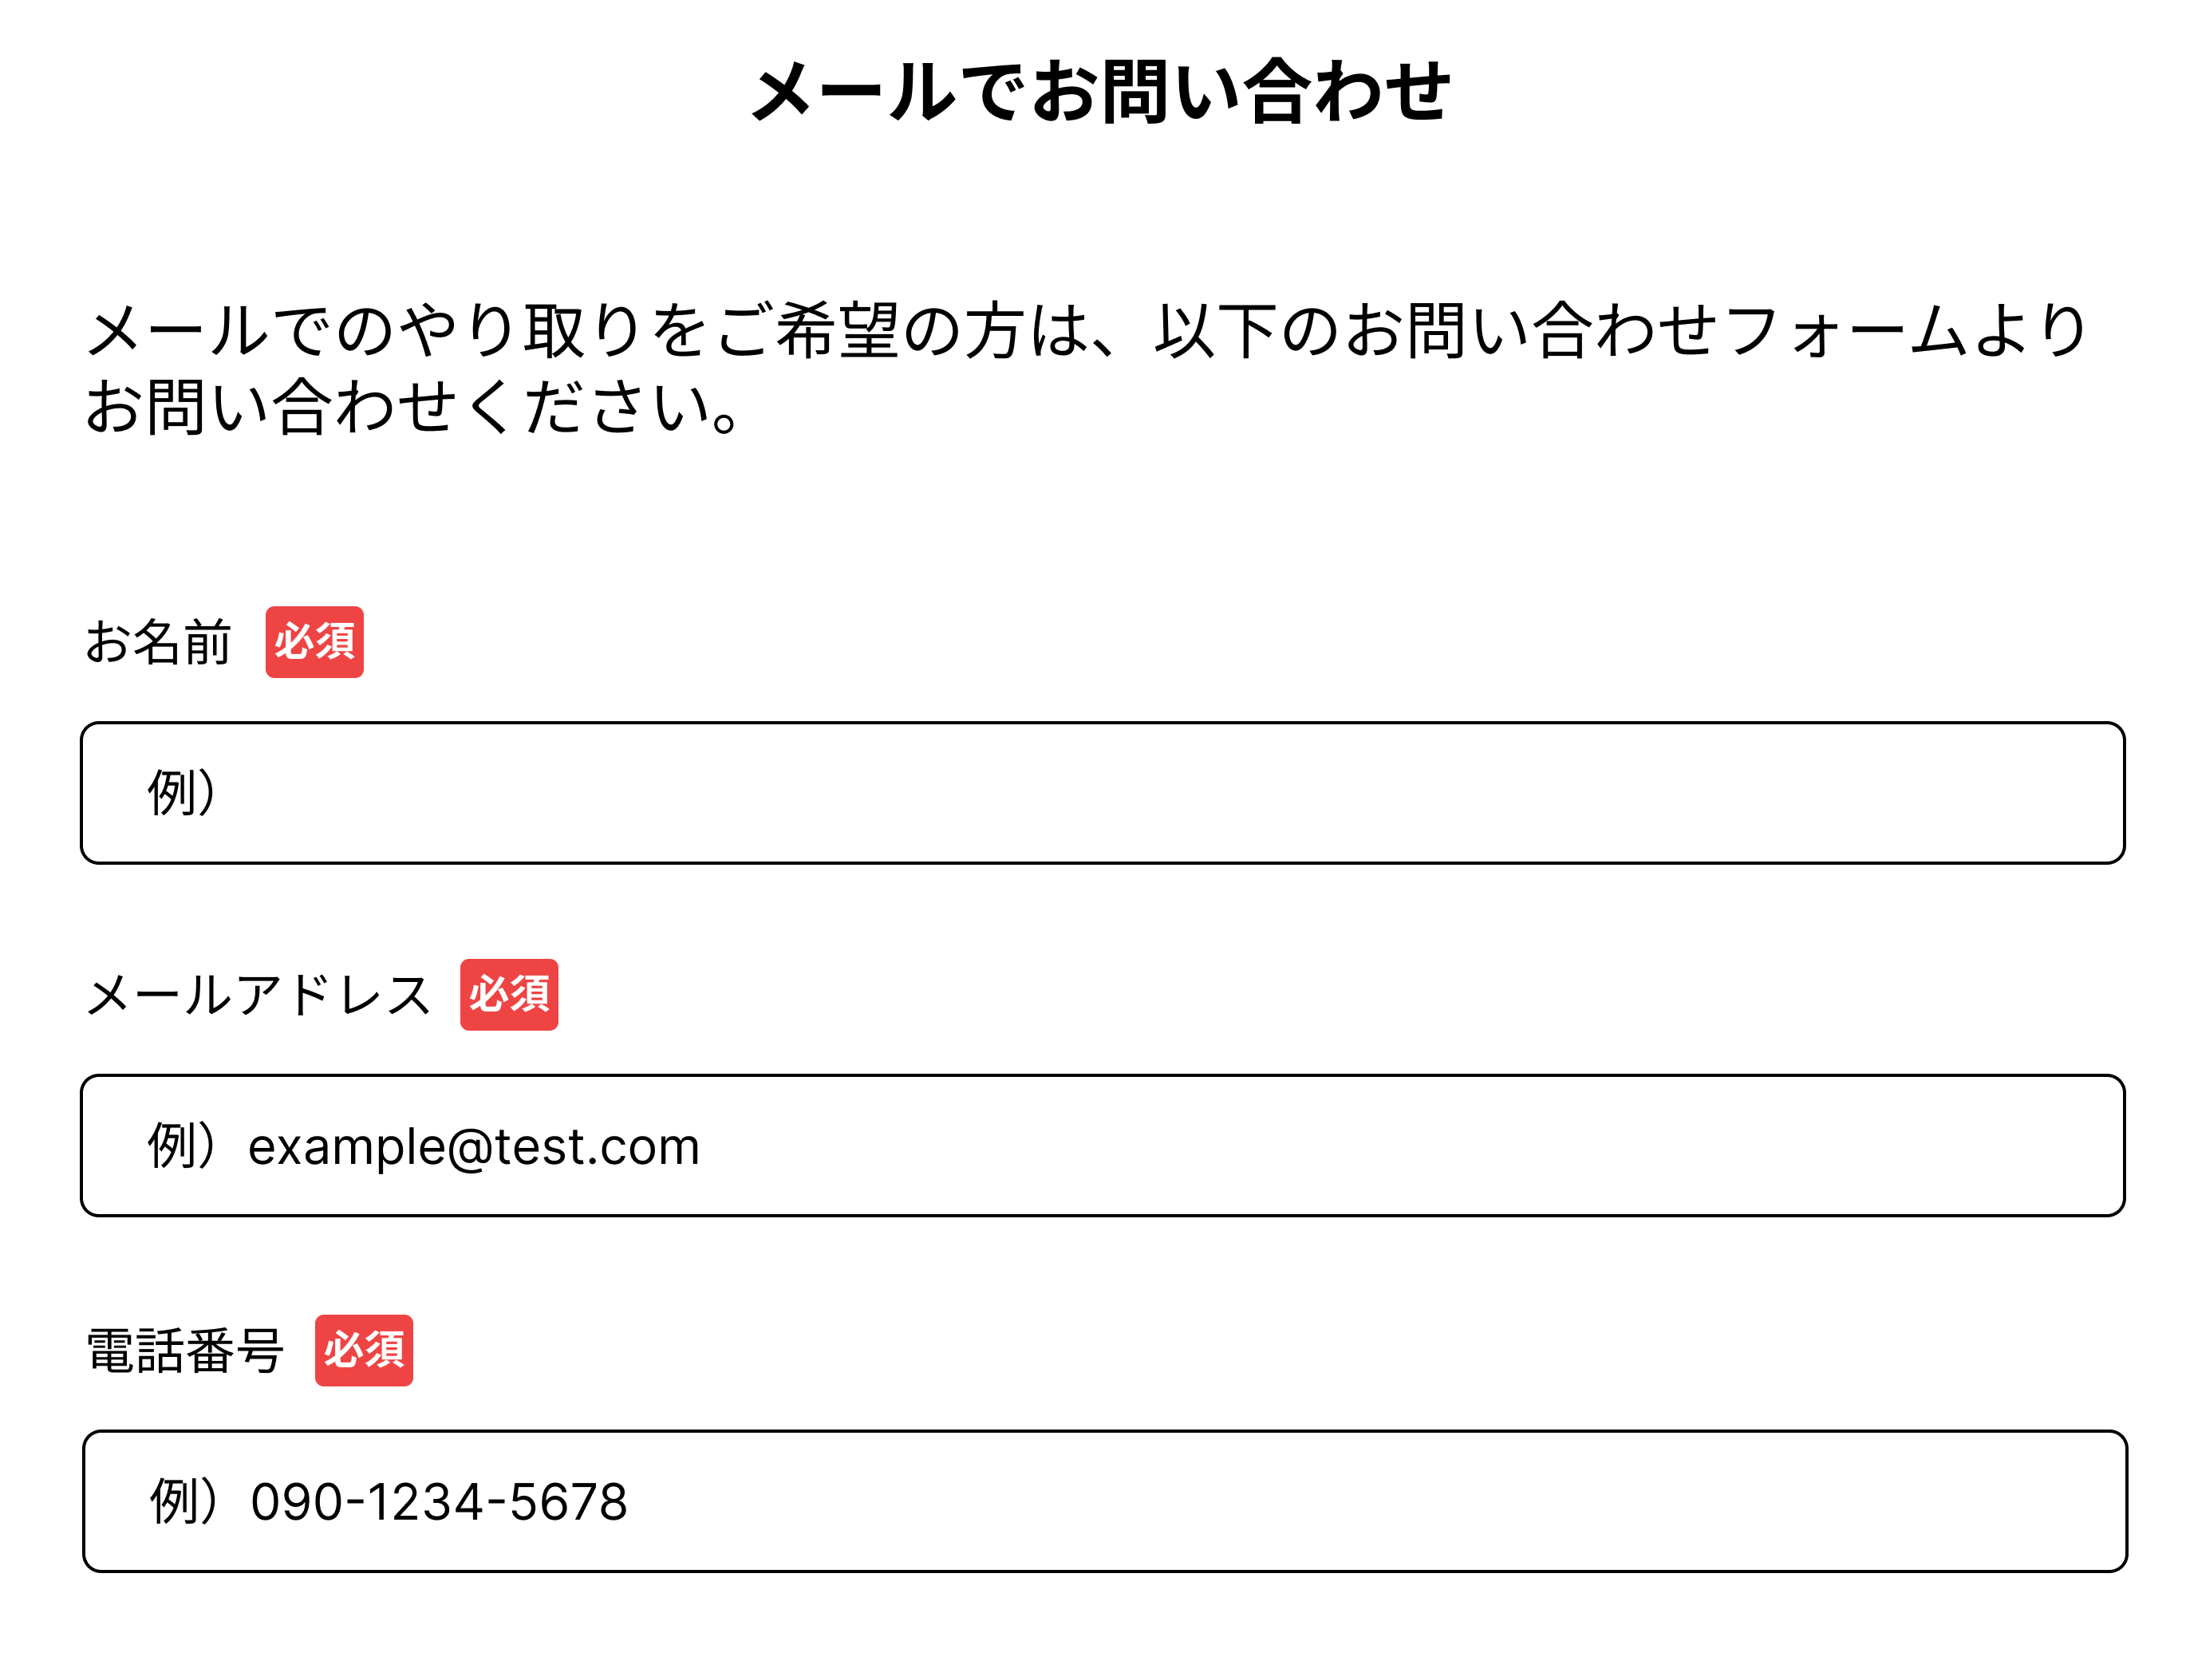 メールでお問い合わせ
メールでのやり取りをご希望の方は、以下のお問い合わせフォームより
お問い合わせください。
お名前 必須
例）
メールアドレス 必須
例）example@test.com
電話番号 必須
例）090-1234-5678